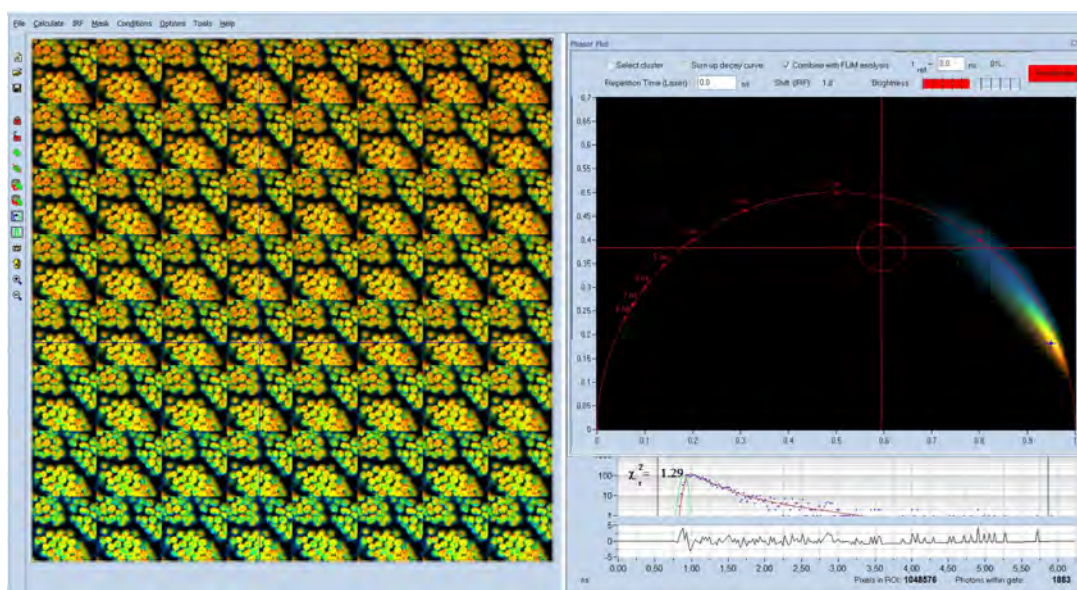 File Calculate IRF Mask Conditions Options Tools Help
Phasor Plot
Select cluster Sum up decay curve ✓ Combine with FLIM analysis τ ref = 0.0 ns
Repetition Time (Laser) ns Shift (IRF) Brightness
0.7
0.65
0.6
0.55
0.5
0.45
0.4
0.35
0.3
0.25
0.2
0.15
0.1
0.05
0
0 0.1 0.2 0.3 0.4 0.5 0.6 0.7 0.8 0.9
χ r 2 = 1.29
100
10
1
5
0
-5
0.00 0.50 1.00 1.50 2.00 2.50 3.00 3.50 4.00 4.50 5.00 5.50 6.00
ns Pixels in ROI: 1048576 Photons within gate: 1883